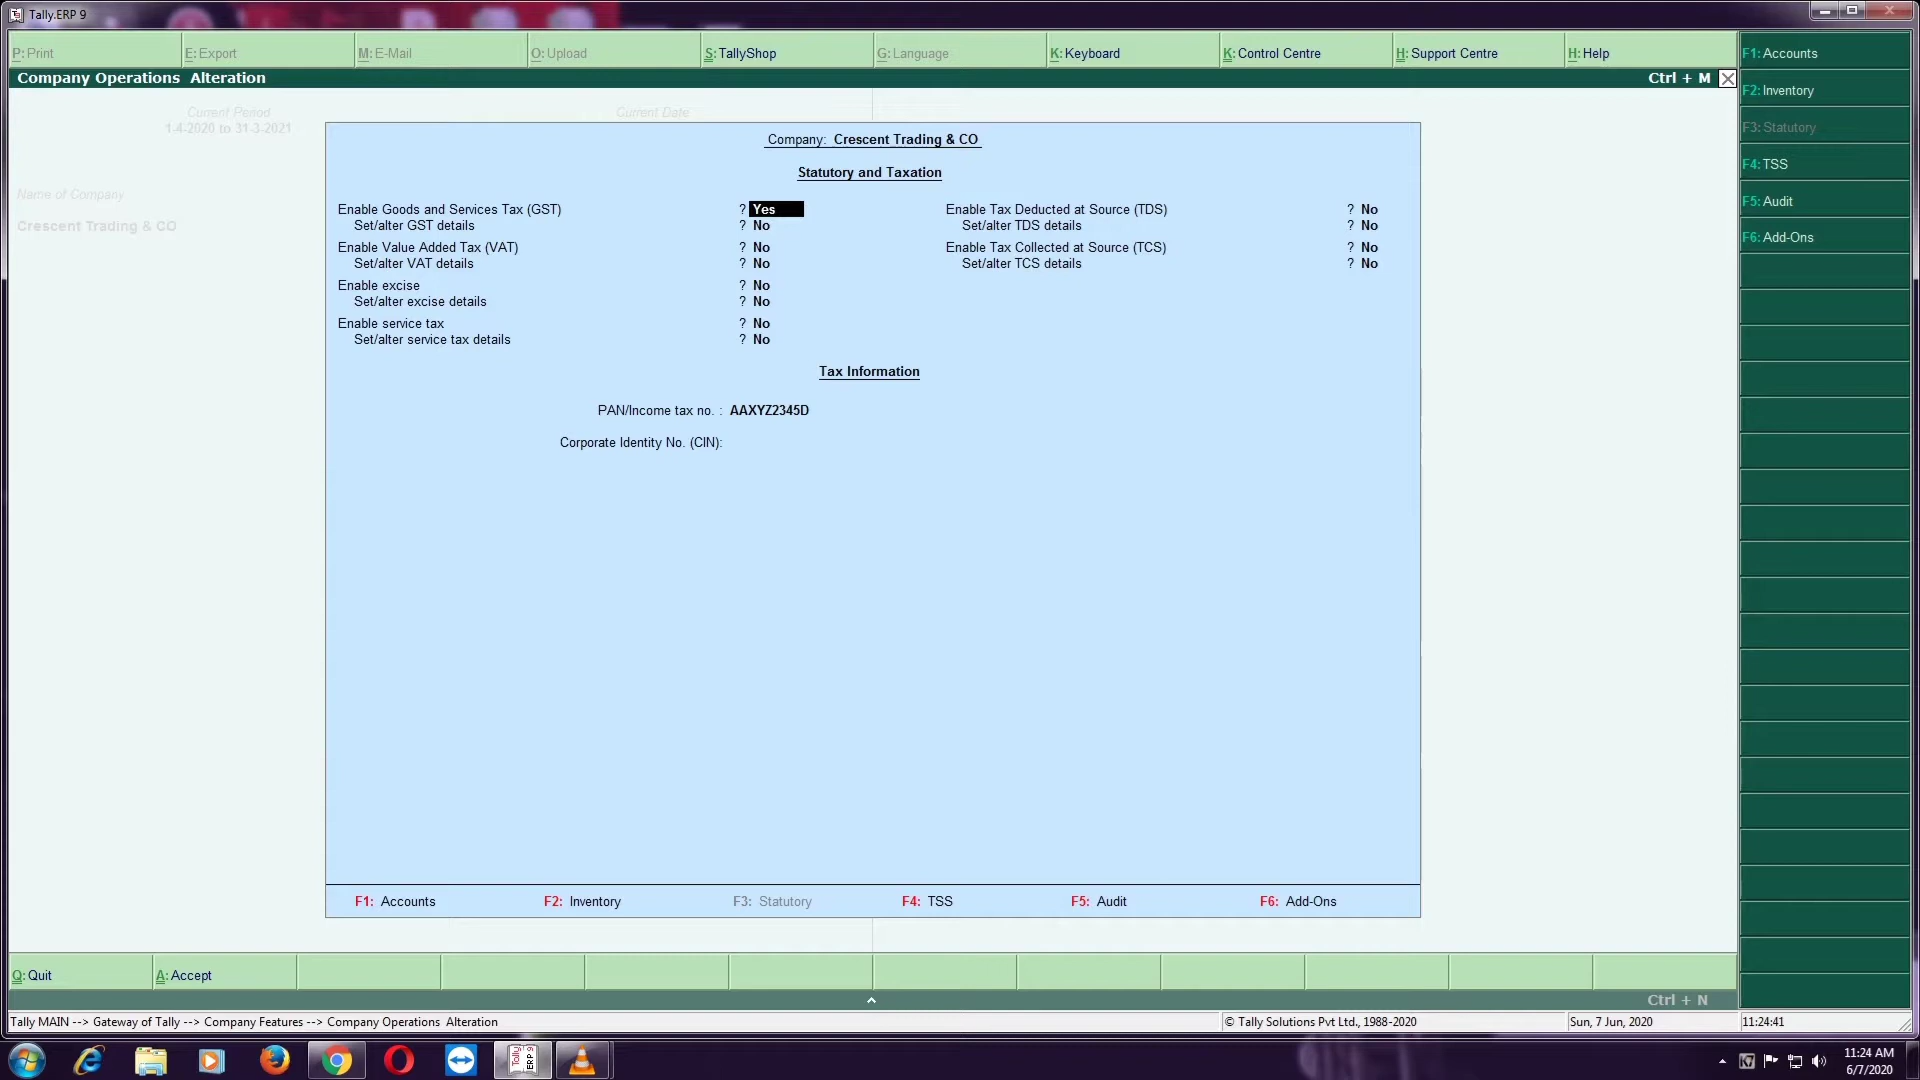 Tally.ERP 9
P: Print E: Export M: E-Mail O: Upload S: TallyShop G: Language K: Keyboard K: Control Centre H: Support Centre H: Help
Company Operations Alteration Ctrl + M
Current Period Current Date
1-4-2020 to 31-3-2021
Name of Company
Crescent Trading & CO
Company: Crescent Trading & CO
Statutory and Taxation
Enable Goods and Services Tax (GST) ? Yes
Set/alter GST details ? No
Enable Value Added Tax (VAT) ? No
Set/alter VAT details ? No
Enable excise ? No
Set/alter excise details ? No
Enable service tax ? No
Set/alter service tax details ? No
Enable Tax Deducted at Source (TDS) ? No
Set/alter TDS details ? No
Enable Tax Collected at Source (TCS) ? No
Set/alter TCS details ? No
Tax Information
PAN/Income tax no. : AAXYZ2345D
Corporate Identity No. (CIN):
F1: Accounts F2: Inventory F3: Statutory F4: TSS F5: Audit F6: Add-Ons
F1: Accounts
F2: Inventory
F3: Statutory
F4: TSS
F5: Audit
F6: Add-Ons
Q: Quit A: Accept
Ctrl + N
Tally MAIN --> Gateway of Tally --> Company Features --> Company Operations Alteration © Tally Solutions Pvt Ltd., 1988-2020 Sun, 7 Jun, 2020 11:24:41
Tally ERP 9
K7
11:24 AM
6/7/2020